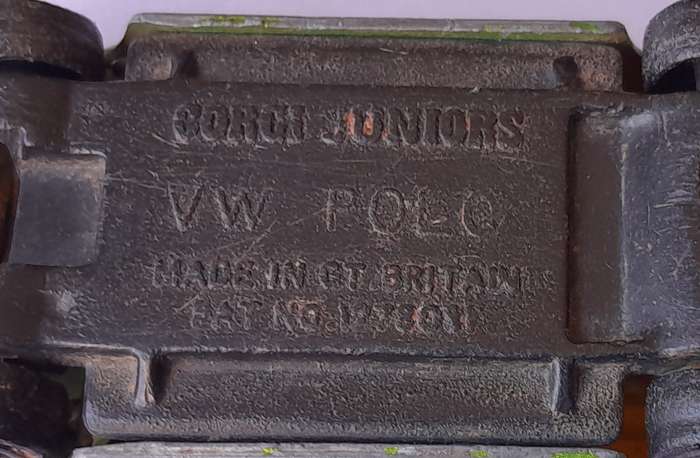 CORGI JUNIORS
VW POLO
MADE IN GT. BRITAIN
PAT NO.